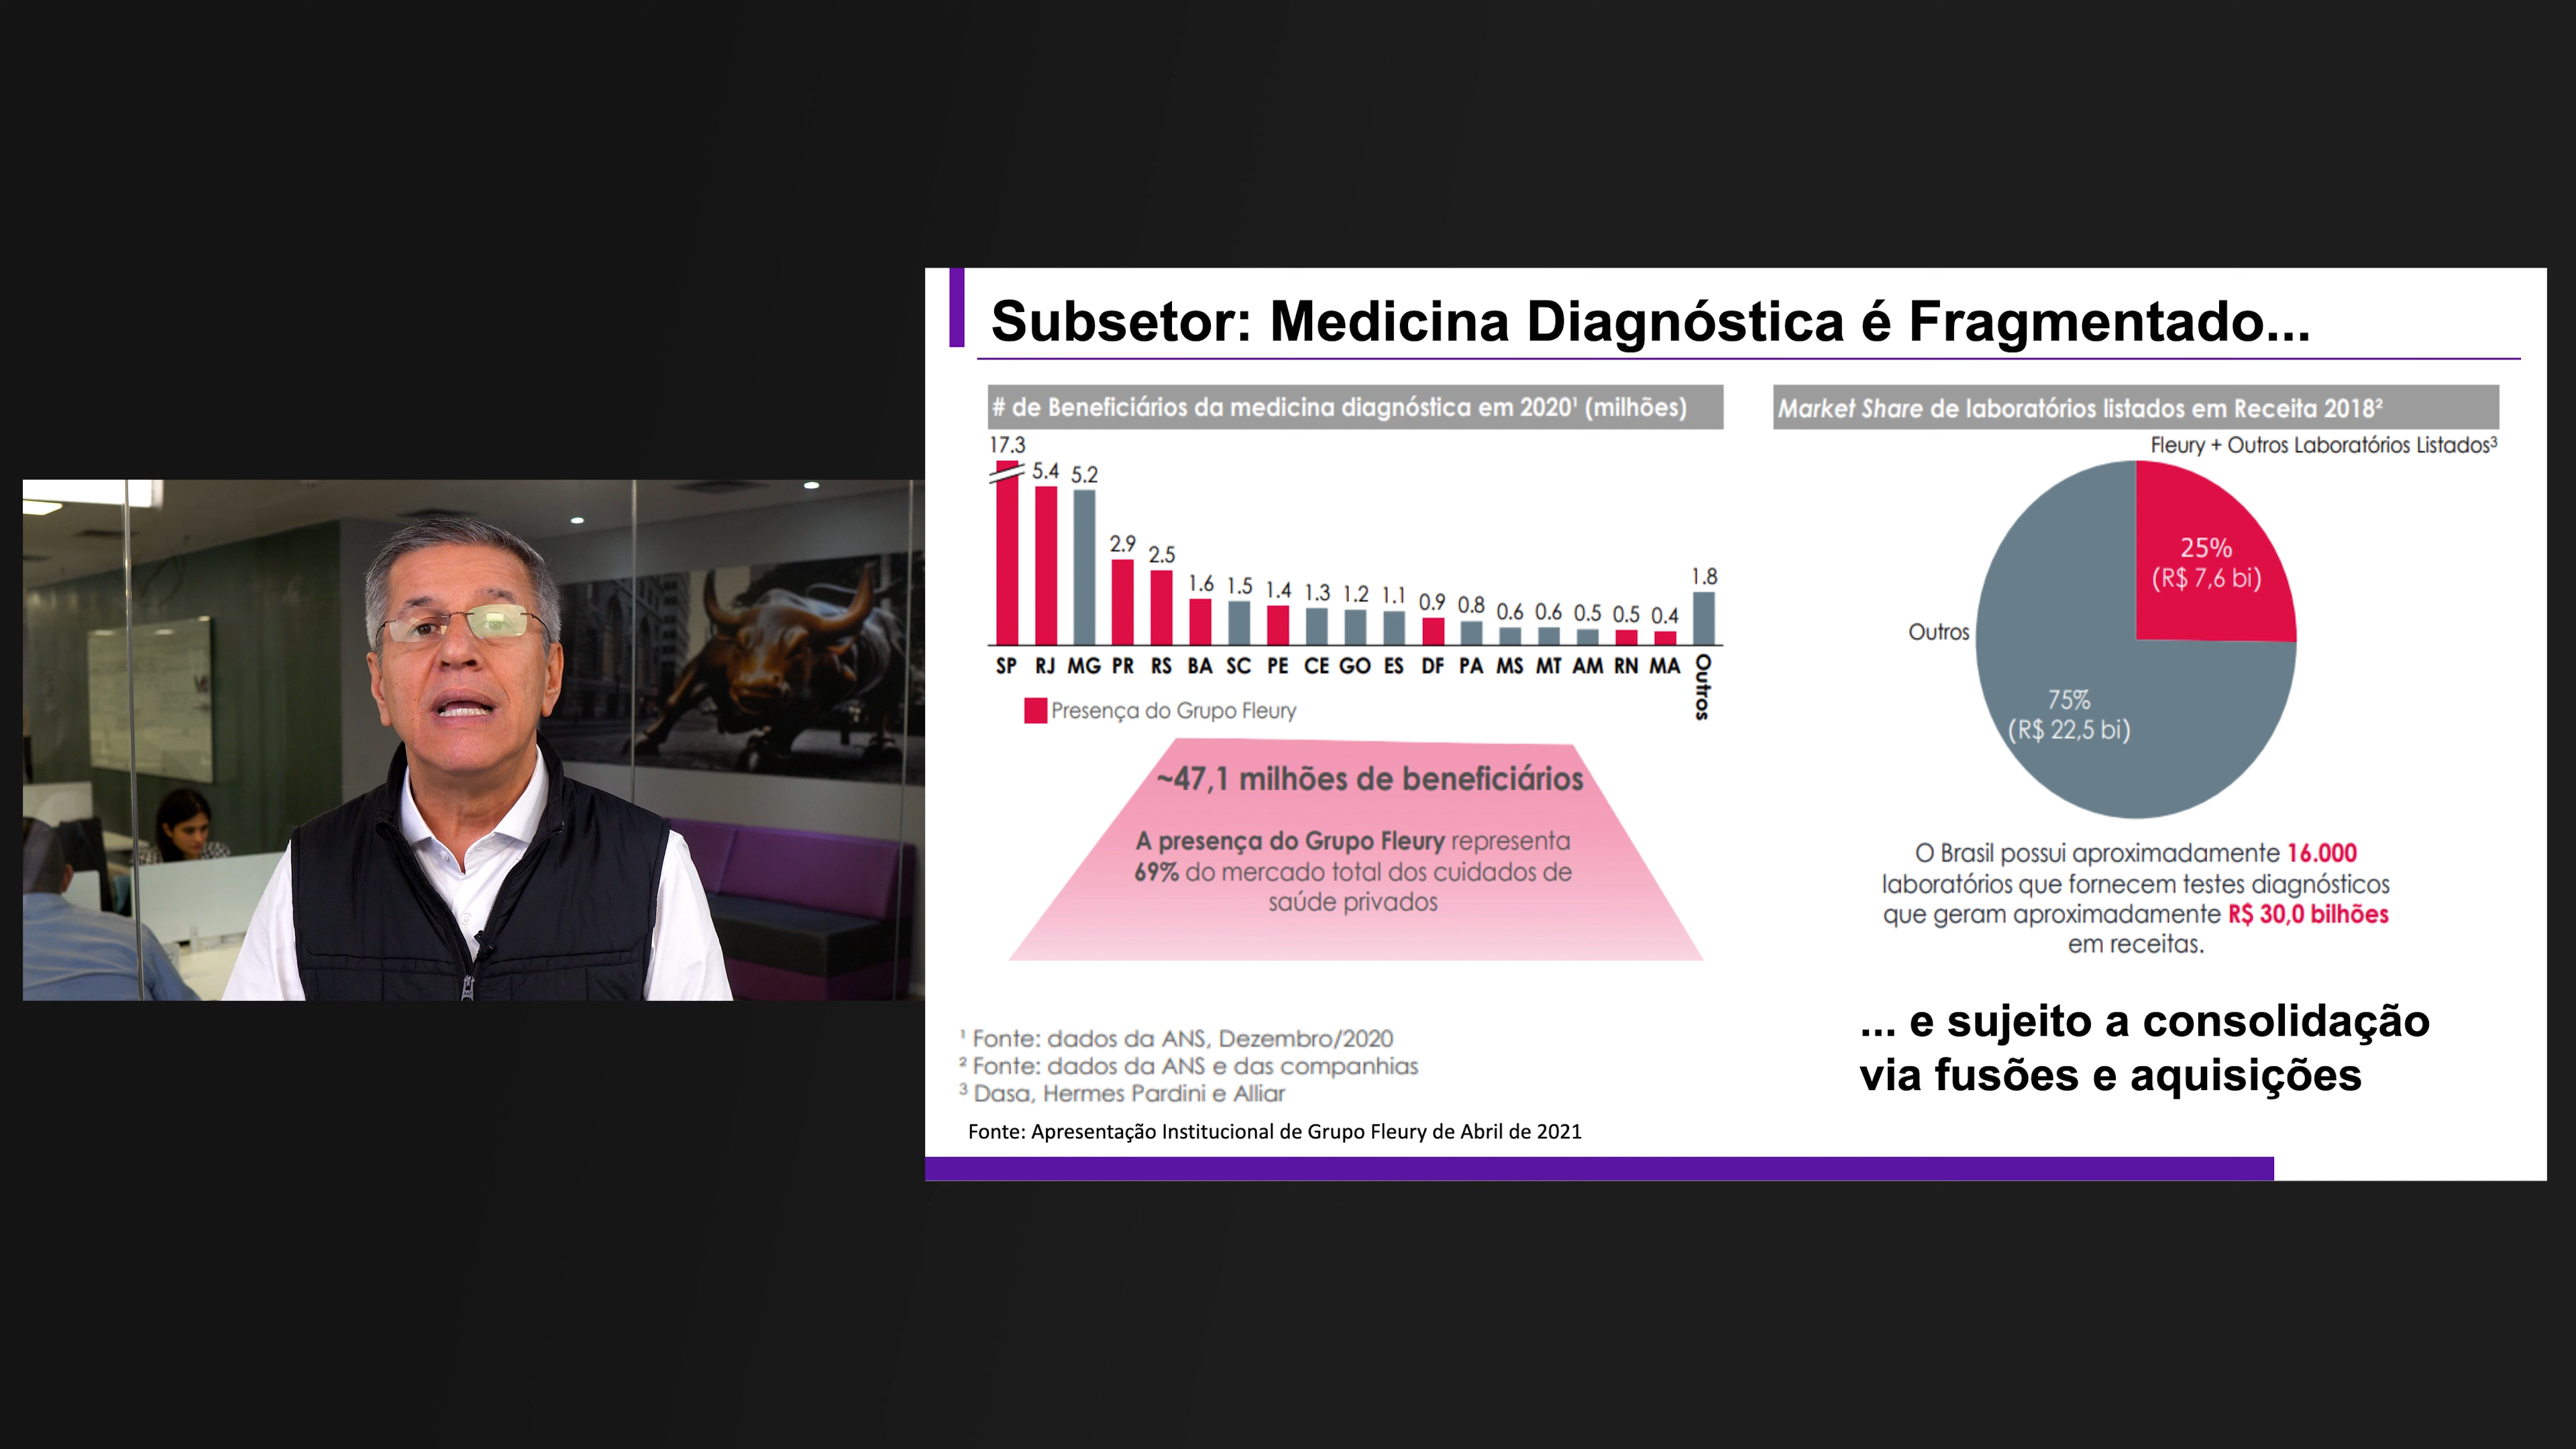 Subsetor: Medicina Diagnóstica é Fragmentado...
# de Beneficiários da medicina diagnóstica em 2020¹ (milhões)
17.3
5.4
5.2
2.9
2.5
1.6
1.5
1.4
1.3
1.2
1.1
0.9
0.8
0.6
0.6
0.5
0.5
0.4
1.8
SP RJ MG PR RS BA SC PE CE GO ES DF PA MS MT AM RN MA Outros
Presença do Grupo Fleury
~47,1 milhões de beneficiários
A presença do Grupo Fleury representa
69% do mercado total dos cuidados de
saúde privados
Market Share de laboratórios listados em Receita 2018²
Fleury + Outros Laboratórios Listados³
25%
(R$ 7,6 bi)
Outros
75%
(R$ 22,5 bi)
O Brasil possui aproximadamente 16.000
laboratórios que fornecem testes diagnósticos
que geram aproximadamente R$ 30,0 bilhões
em receitas.
... e sujeito a consolidação
via fusões e aquisições
¹ Fonte: dados da ANS, Dezembro/2020
² Fonte: dados da ANS e das companhias
³ Dasa, Hermes Pardini e Alliar
Fonte: Apresentação Institucional de Grupo Fleury de Abril de 2021